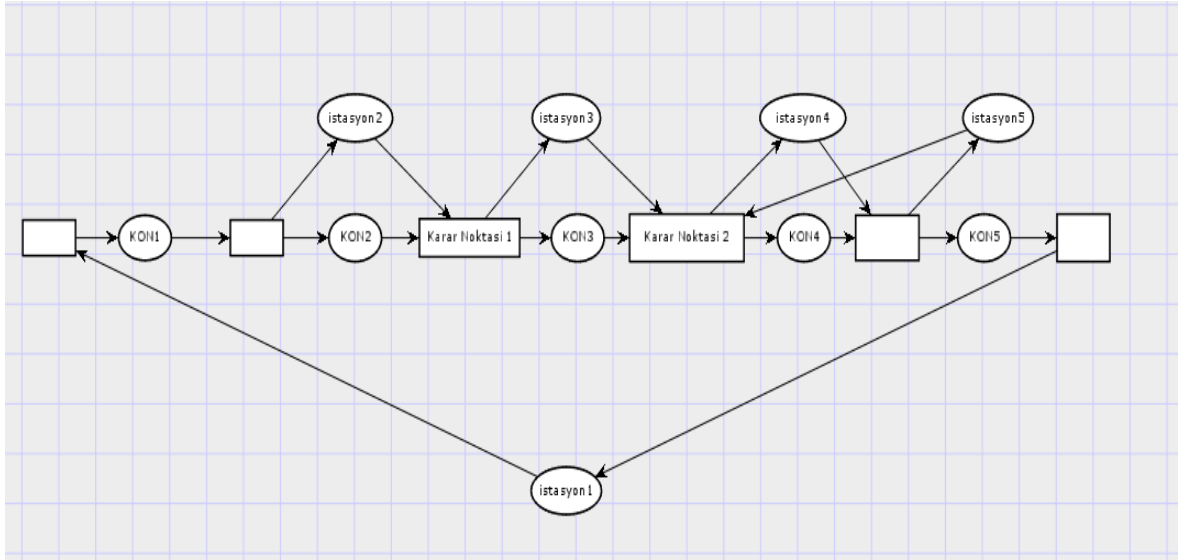 istasyon2
istasyon3
istasyon4
istasyon5
KON1
KON2
Karar Noktasi 1
KON3
Karar Noktasi 2
KON4
KON5
istasyon1